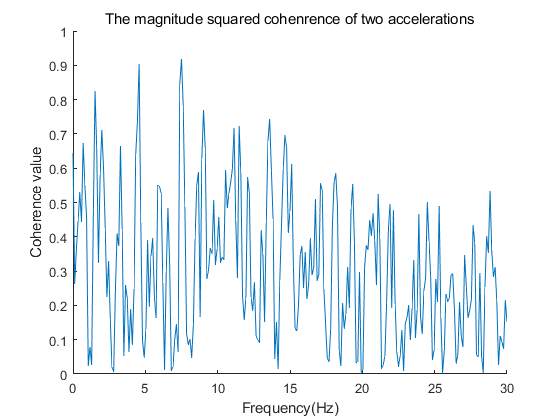 The magnitude squared cohenrence of two accelerations
Coherence value
1
0.9
0.8
0.7
0.6
0.5
0.4
0.3
0.2
0.1
0
0 5 10 15 20 25 30
Frequency(Hz)